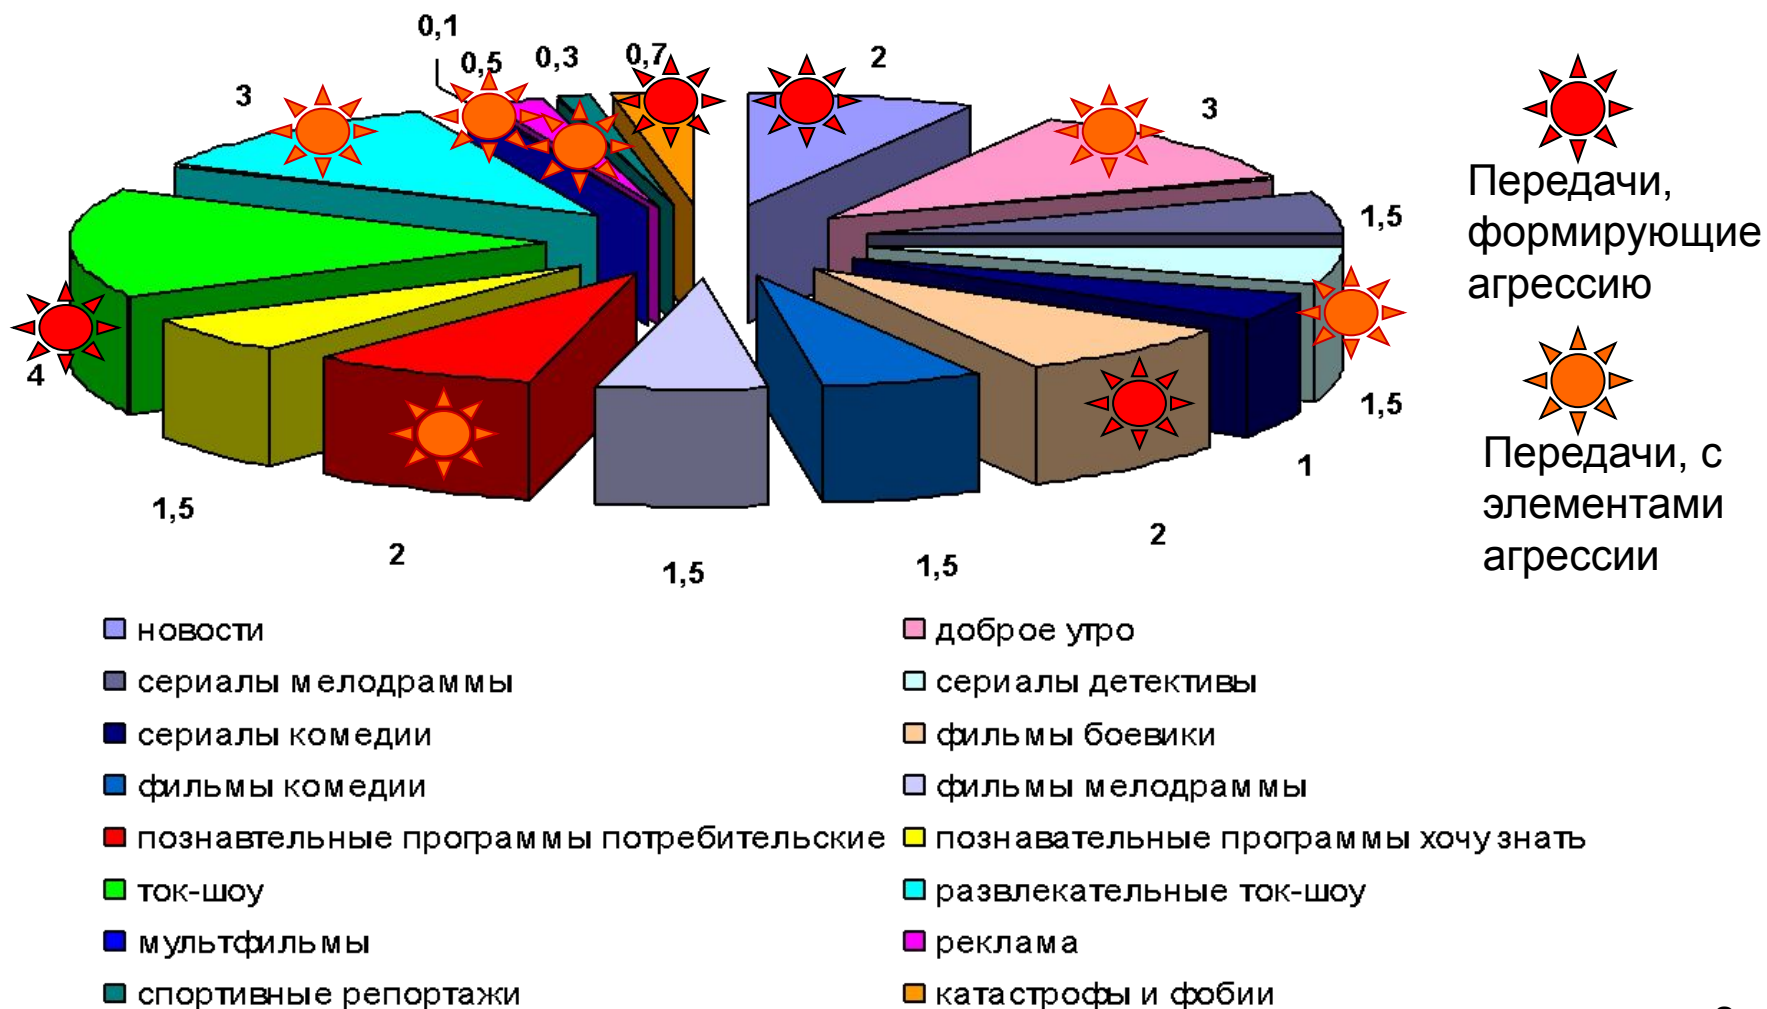 0,1
0,5
0,3
0,7
2
3
3
1,5
4
1,5
1
1,5
2
1,5
1,5
2
Передачи,
формирующие
агрессию
Передачи, с
элементами
агрессии
новости
доброе утро
сериалы мелодраммы
сериалы детективы
сериалы комедии
фильмы боевики
фильмы комедии
фильмы мелодраммы
познавтельные программы потребительские
познавательные программы хочу знать
ток-шоу
развлекательные ток-шоу
мультфильмы
реклама
спортивные репортажи
катастрофы и фобии